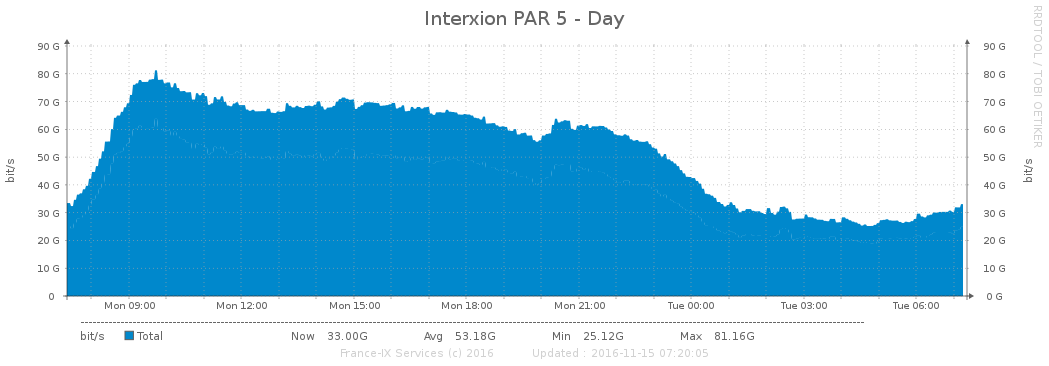 Interxion PAR 5 - Day
RRDTOOL / TOBI OETIKER
90 G 90 G
80 G 80 G
70 G 70 G
60 G 60 G
50 G 50 G
40 G 40 G
30 G 30 G
20 G 20 G
10 G 10 G
0 0 G
bit/s
bit/s
Mon 09:00 Mon 12:00 Mon 15:00 Mon 18:00 Mon 21:00 Tue 00:00 Tue 03:00 Tue 06:00
bit/s Total Now 33.00G Avg 53.18G Min 25.12G Max 81.16G
France-IX Services (c) 2016 Updated : 2016-11-15 07:20:05